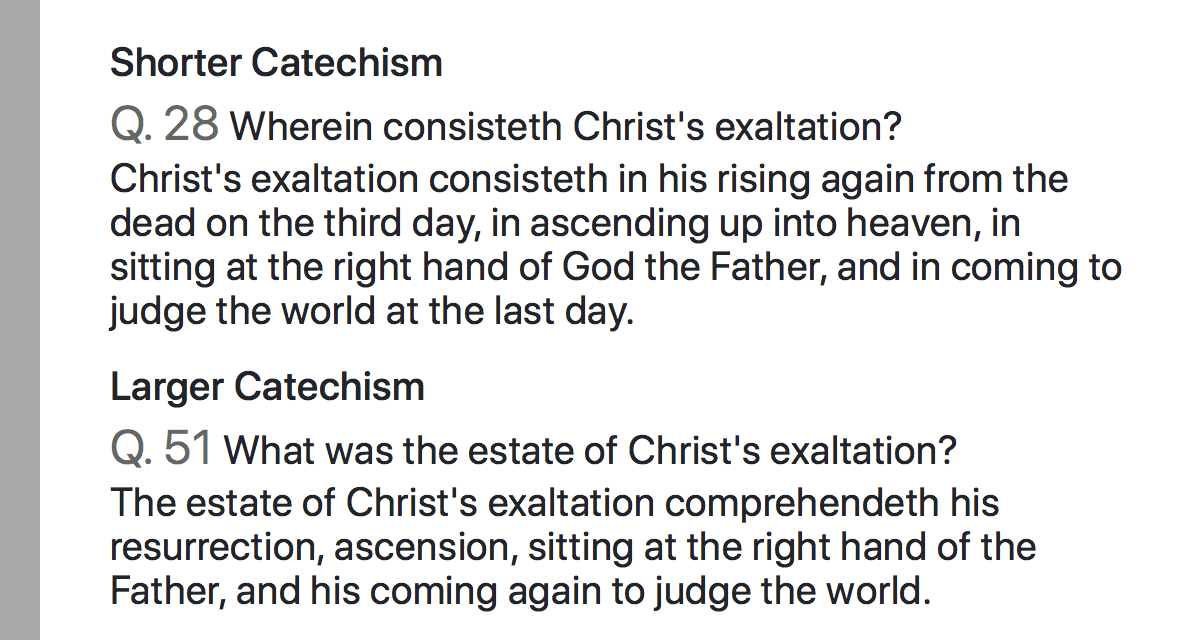 Shorter Catechism
Q. 28 Wherein consisteth Christ's exaltation?
Christ's exaltation consisteth in his rising again from the
dead on the third day, in ascending up into heaven, in
sitting at the right hand of God the Father, and in coming to
judge the world at the last day.
Larger Catechism
Q. 51 What was the estate of Christ's exaltation?
The estate of Christ's exaltation comprehendeth his
resurrection, ascension, sitting at the right hand of the
Father, and his coming again to judge the world.